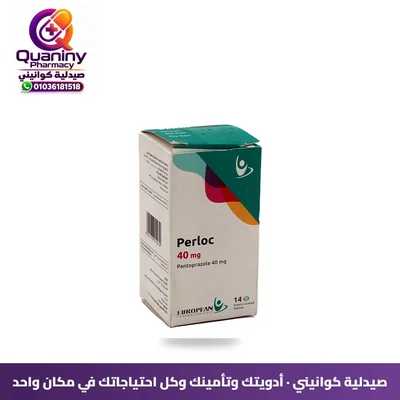 Quaniny
Pharmacy
صيدلية كوانيني
01036181518
Perloc
40 mg
Pantoprazole 40 mg
EUROPEAN
14
صيدلية كوانيني · أدويتك وتأمينك وكل احتياجاتك في مكان واحد